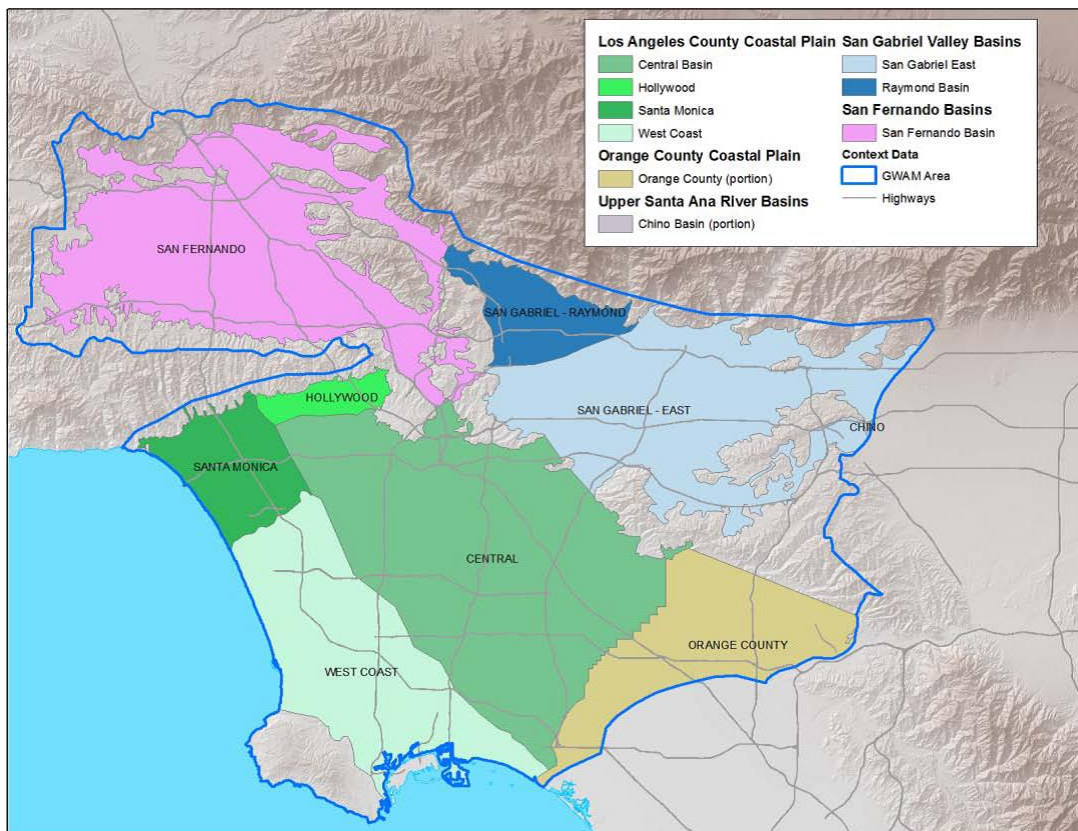 Los Angeles County Coastal Plain
Central Basin
Hollywood
Santa Monica
West Coast
Orange County Coastal Plain
Orange County (portion)
Upper Santa Ana River Basins
Chino Basin (portion)
San Gabriel Valley Basins
San Gabriel East
Raymond Basin
San Fernando Basins
San Fernando Basin
Context Data
GWAM Area
Highways
SAN FERNANDO
SAN GABRIEL - RAYMOND
HOLLYWOOD
SAN GABRIEL - EAST
CHINO
SANTA MONICA
CENTRAL
ORANGE COUNTY
WEST COAST